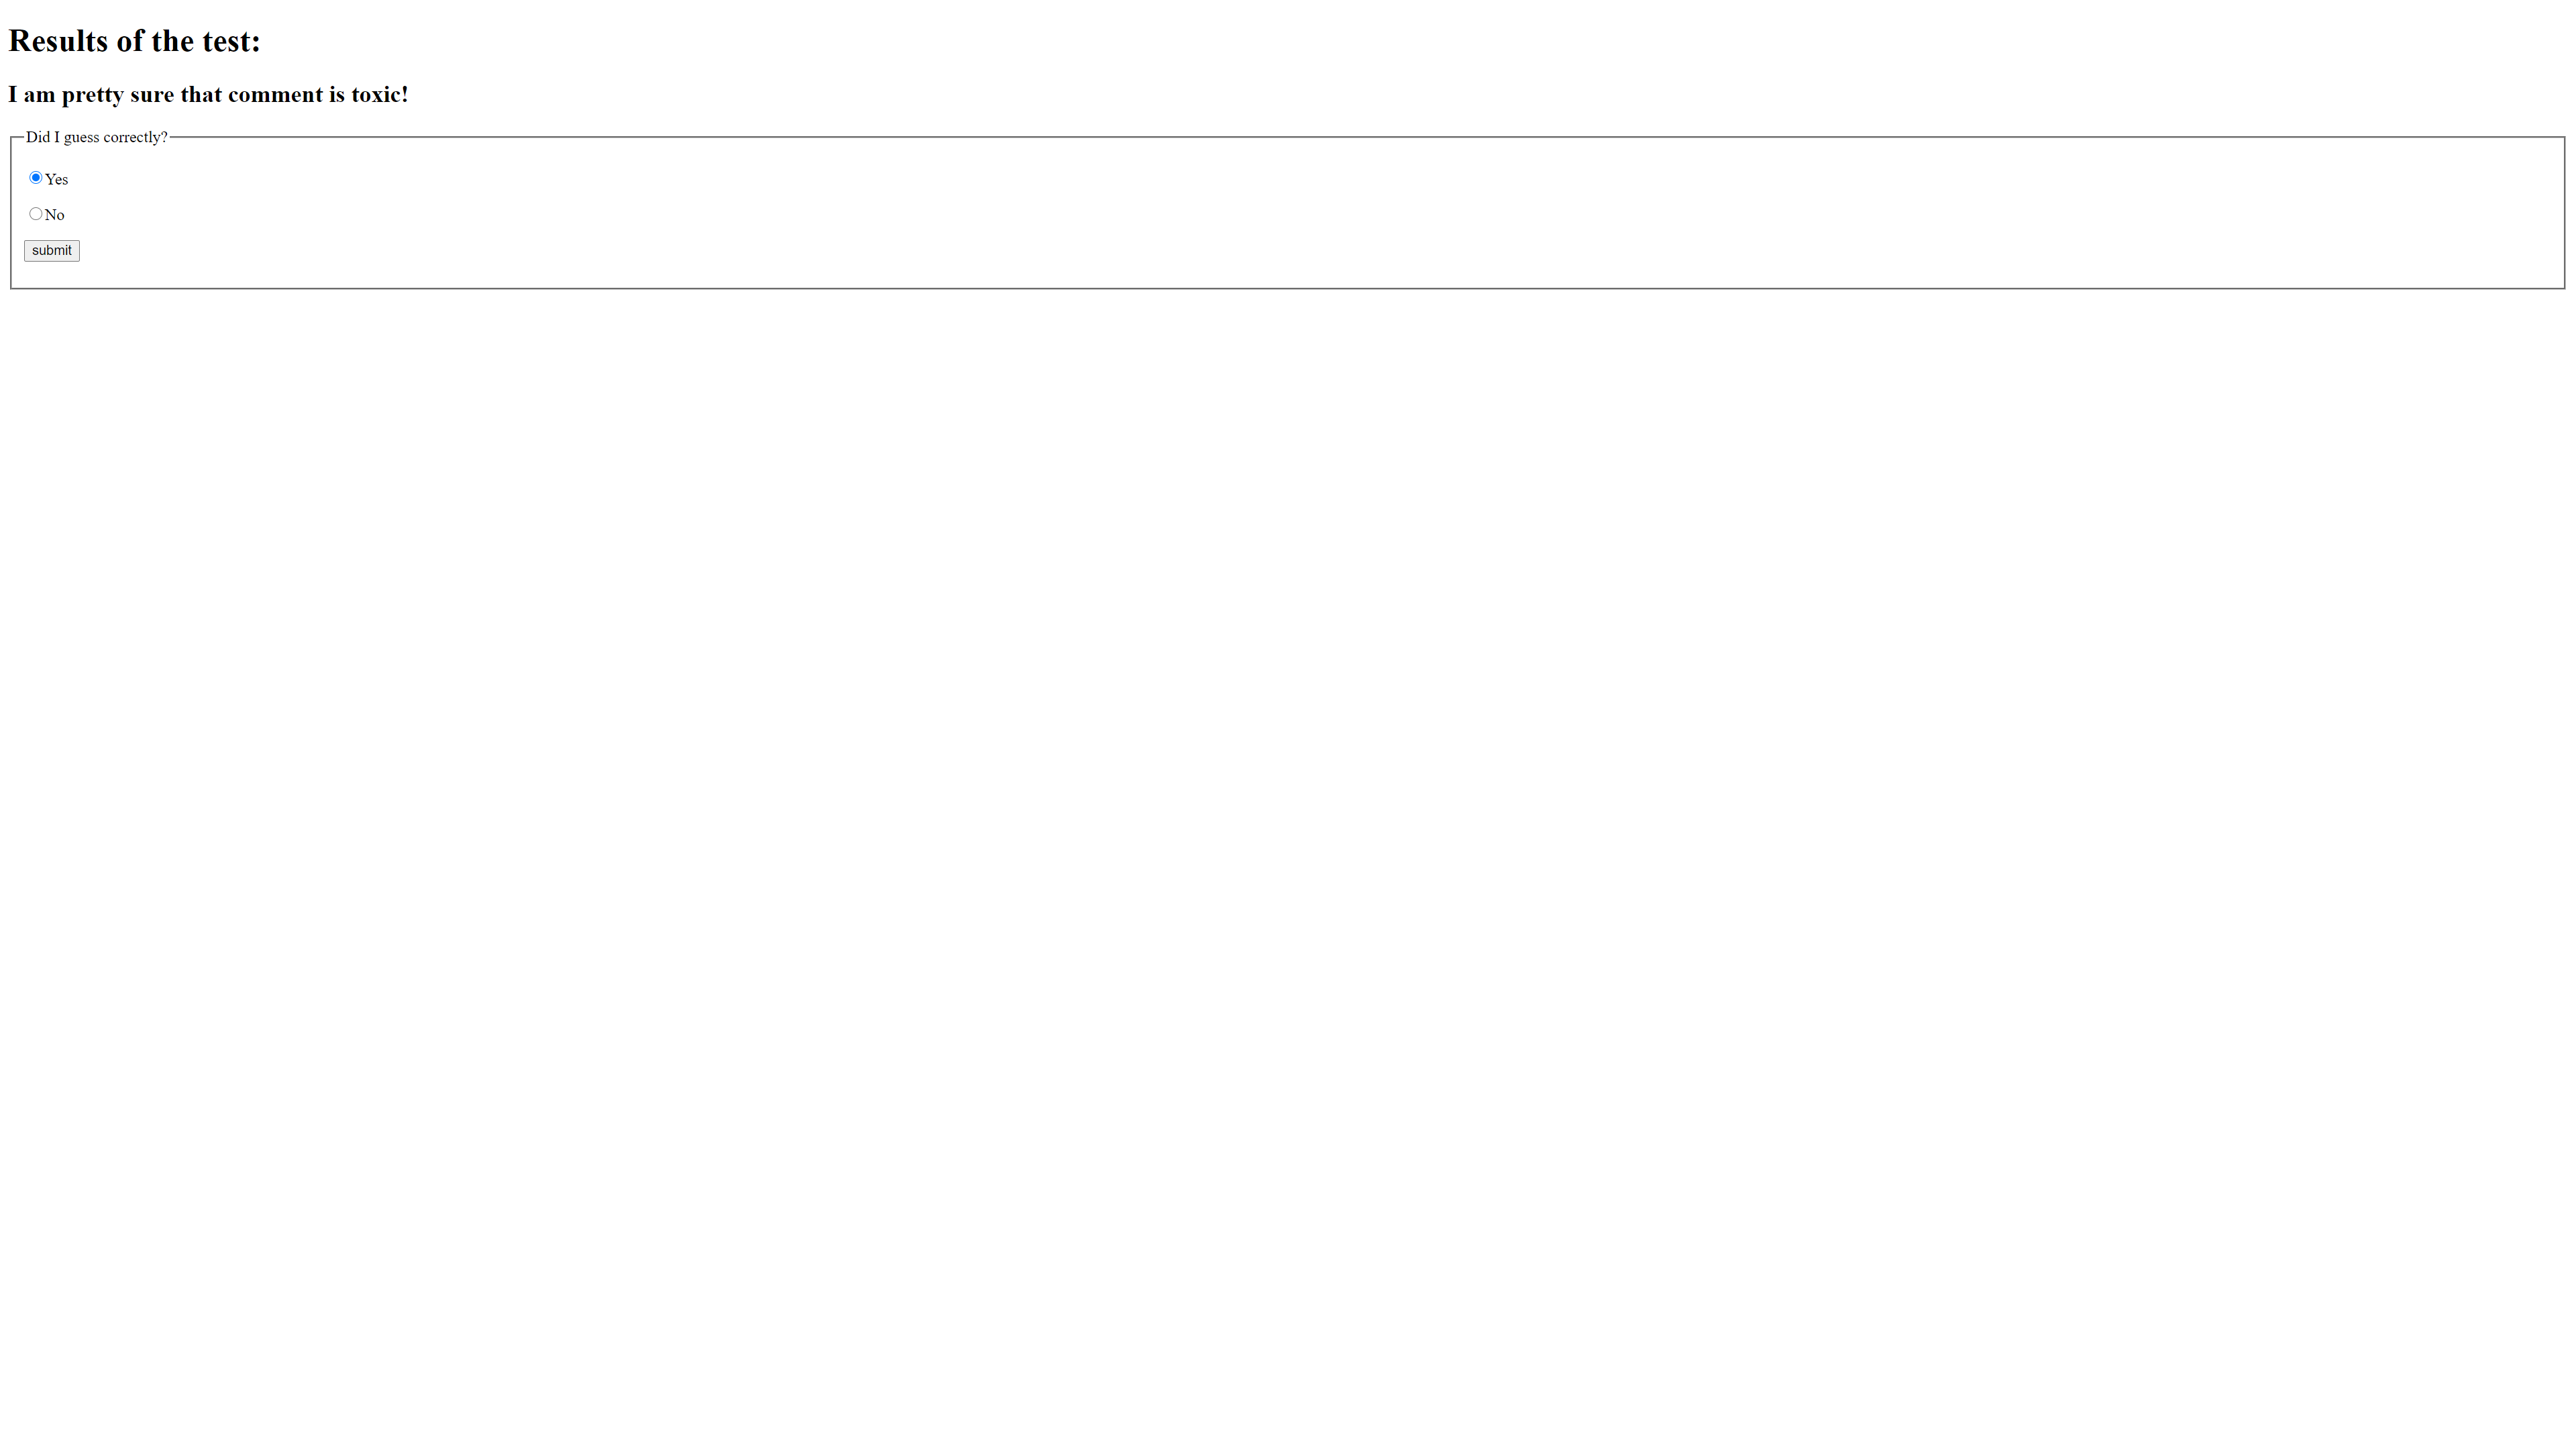 Results of the test:
I am pretty sure that comment is toxic!
Did I guess correctly?
Yes
No
submit